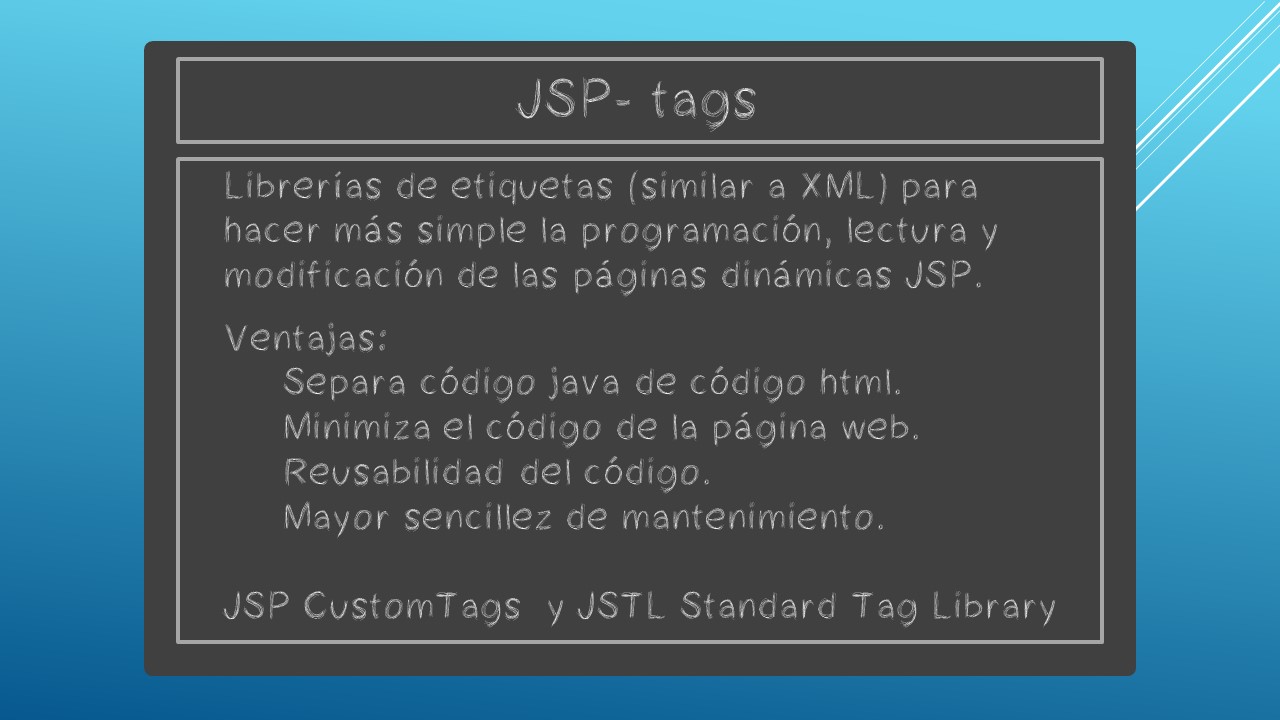 JSP- tags
Librerías de etiquetas (similar a XML) para
hacer más simple la programación, lectura y
modificación de las páginas dinámicas JSP.
Ventajas:
Separa código java de código html.
Minimiza el código de la página web.
Reusabilidad del código.
Mayor sencillez de mantenimiento.
JSP CustomTags y JSTL Standard Tag Library